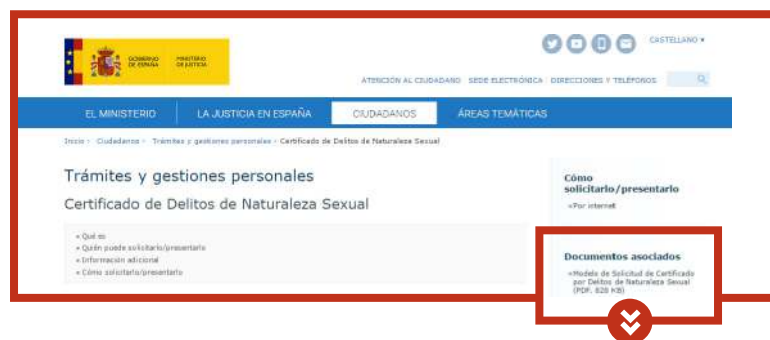 GOBIERNO DE ESPAÑA
MINISTERIO DE JUSTICIA
CASTELLANO
ATENCIÓN AL CIUDADANO SEDE ELECTRÓNICA DIRECCIONES Y TELÉFONOS
EL MINISTERIO LA JUSTICIA EN ESPAÑA CIUDADANOS ÁREAS TEMÁTICAS
Inicio > Ciudadanos > Trámites y gestiones personales > Certificado de Delitos de Naturaleza Sexual
Trámites y gestiones personales
Certificado de Delitos de Naturaleza Sexual
Qué es
Quién puede solicitarlo/presentarlo
Información adicional
Cómo solicitarlo/presentarlo
Cómo
solicitarlo/presentarlo
Por internet
Documentos asociados
Modelo de Solicitud de Certificado
por Delitos de Naturaleza Sexual
(PDF. 828 KB)